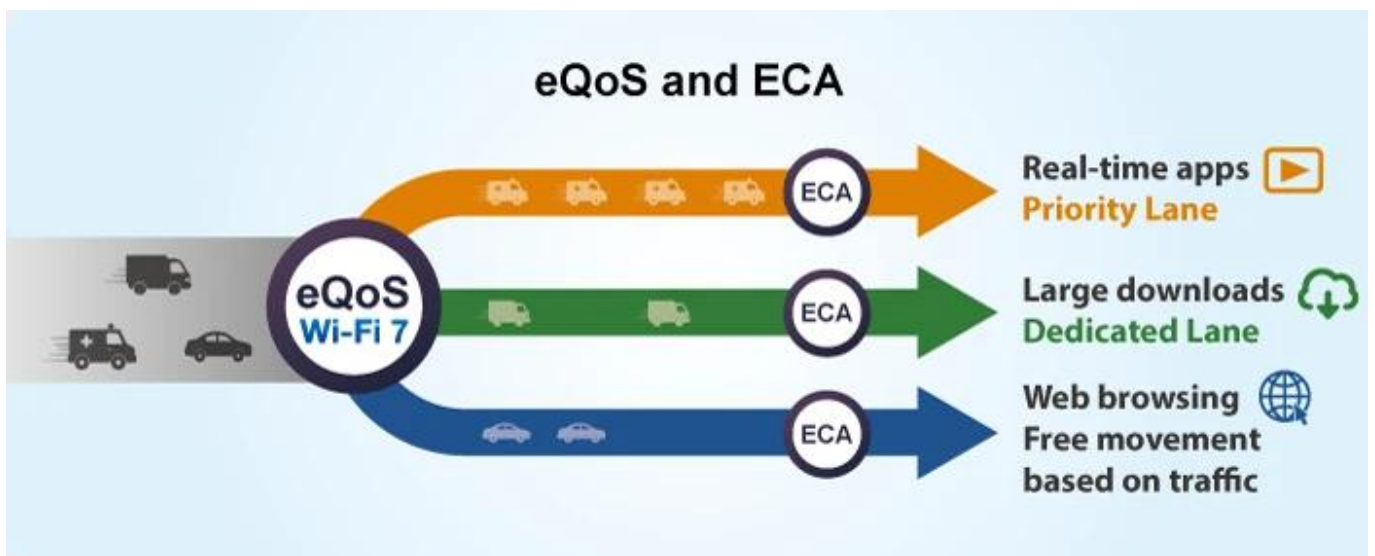 eQoS and ECA
eQoS
Wi-Fi 7
ECA
Real-time apps
Priority Lane
ECA
Large downloads
Dedicated Lane
ECA
Web browsing
Free movement
based on traffic